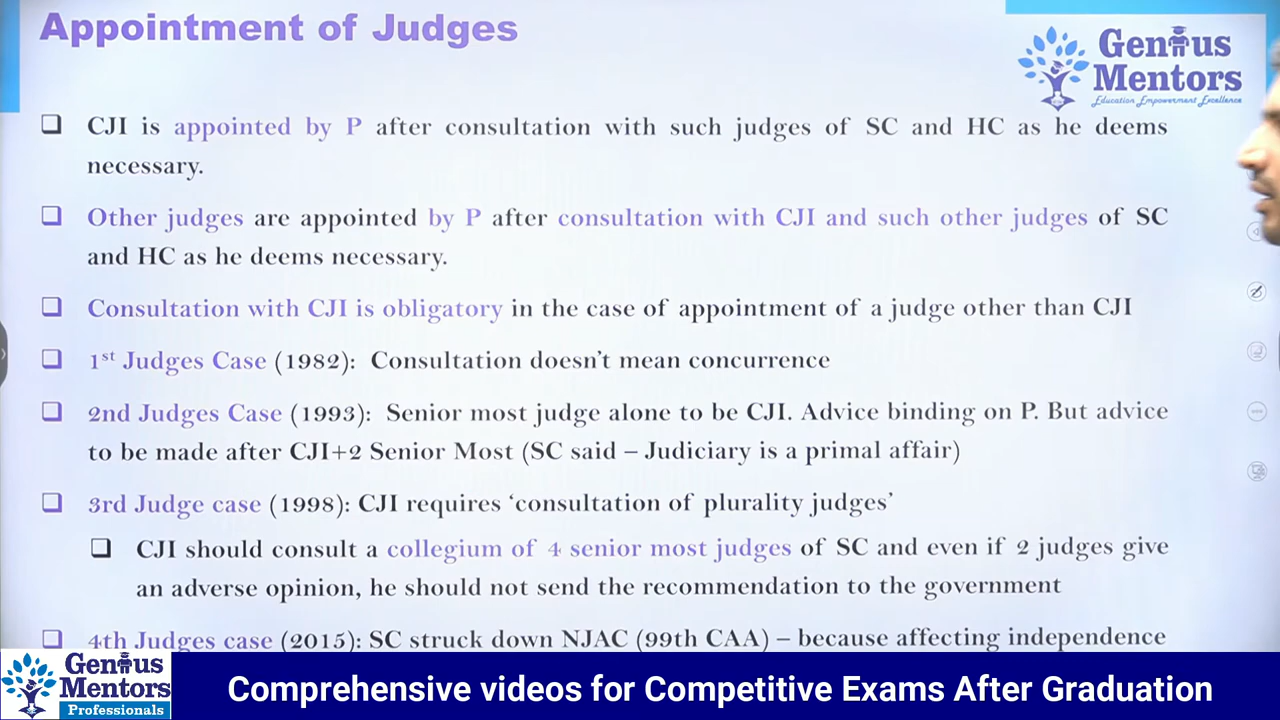 Appointment of Judges
Genius
Mentors
Education Empowerment Excellence
CJI is appointed by P after consultation with such judges of SC and HC as he deems
necessary.
Other judges are appointed by P after consultation with CJI and such other judges of SC
and HC as he deems necessary.
Consultation with CJI is obligatory in the case of appointment of a judge other than CJI
1st Judges Case (1982): Consultation doesn't mean concurrence
2nd Judges Case (1993): Senior most judge alone to be CJI. Advice binding on P. But advice
to be made after CJI+2 Senior Most (SC said – Judiciary is a primal affair)
3rd Judge case (1998): CJI requires 'consultation of plurality judges'
CJI should consult a collegium of 4 senior most judges of SC and even if 2 judges give
an adverse opinion, he should not send the recommendation to the government
4th Judges case (2015): SC struck down NJAC (99th CAA) – because affecting independence
Genius
Mentors
Professionals
Comprehensive videos for Competitive Exams After Graduation